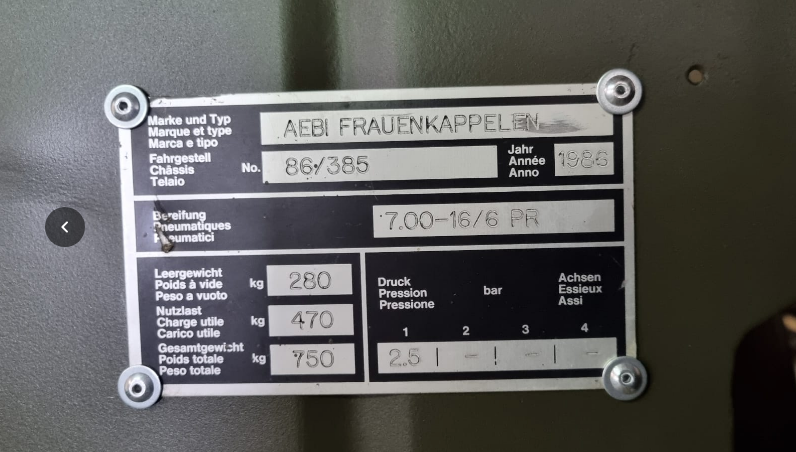 Marke und Typ
Marque et type
Marca e tipo
AEBI FRAUENKAPPELEN
Fahrgestell
Châssis
Telaio
No.
86/385
Jahr
Année
Anno
1986
Bereifung
Pneumatiques
Pneumatici
7.00-16/6 PR
Leergewicht
Poids à vide
Peso a vuoto
kg
280
Nutzlast
Charge utile
Carico utile
kg
470
Gesamtgewicht
Poids totale
Peso totale
kg
750
Druck
Pression
Pressione
bar
Achsen
Essieux
Assi
1 2 3 4
2.5 | - | - | -